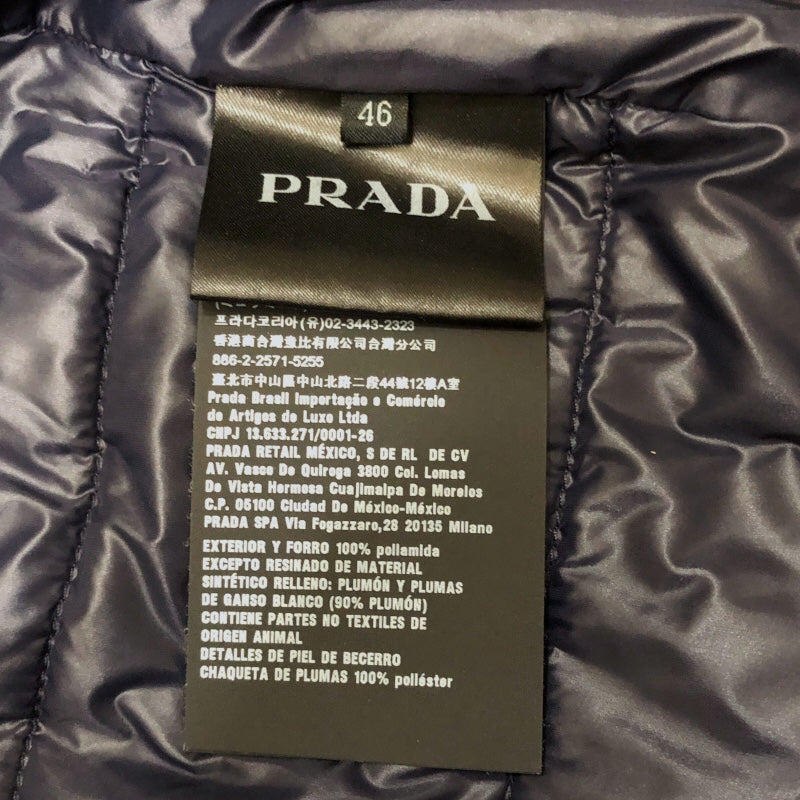 46
PRADA
프라다코리아(유)02-3443-2323
香港商台灣意比有限公司台灣分公司
886-2-2571-5255
臺北市中山區中山北路二段44號12樓A室
Prada Brasil Importação e Comércio
de Artigos de Luxo Ltda
CNPJ 13.633.271/0001-26
PRADA RETAIL MÉXICO, S DE RL DE CV
AV. Vasco De Quiroga 3800 Col. Lomas
De Vista Hermosa Cuajimalpa De Morelos
C.P. 05100 Ciudad De México-México
PRADA SPA Via Fogazzaro,28 20135 Milano
EXTERIOR Y FORRO 100% poliamida
EXCEPTO RESINADO DE MATERIAL
SINTÉTICO RELLENO: PLUMÓN Y PLUMAS
DE GANSO BLANCO (90% PLUMÓN)
CONTIENE PARTES NO TEXTILES DE
ORIGEN ANIMAL
DETALLES DE PIEL DE BECERRO
CHAQUETA DE PLUMAS 100% poliéster